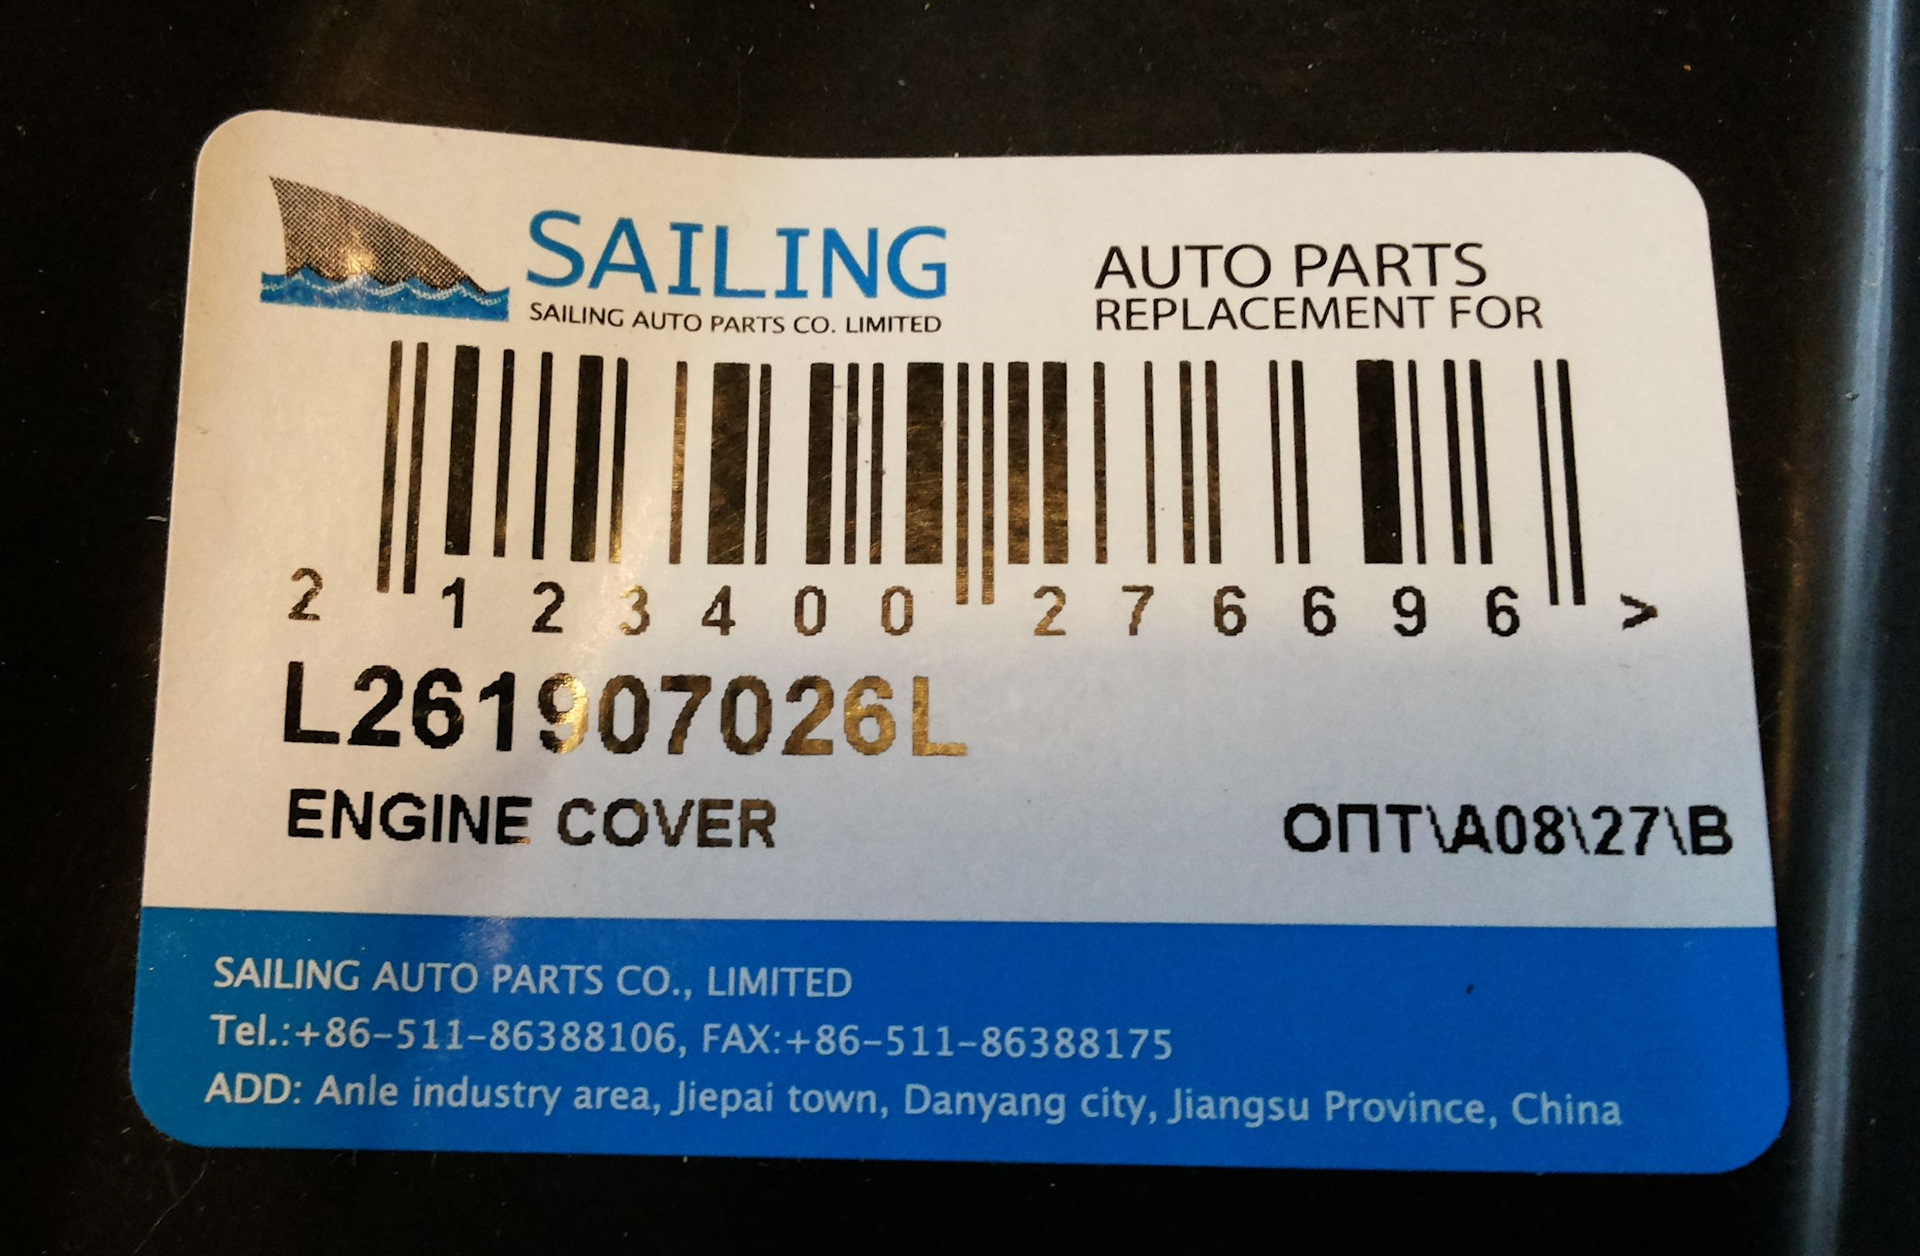 SAILING
SAILING AUTO PARTS CO. LIMITED
AUTO PARTS
REPLACEMENT FOR
2 123400 276696 >
L261907026L
ENGINE COVER
ОПТ\А08\27\В
SAILING AUTO PARTS CO., LIMITED
Tel.:+86-511-86388106, FAX:+86-511-86388175
ADD: Anle industry area, Jiepai town, Danyang city, Jiangsu Province, China